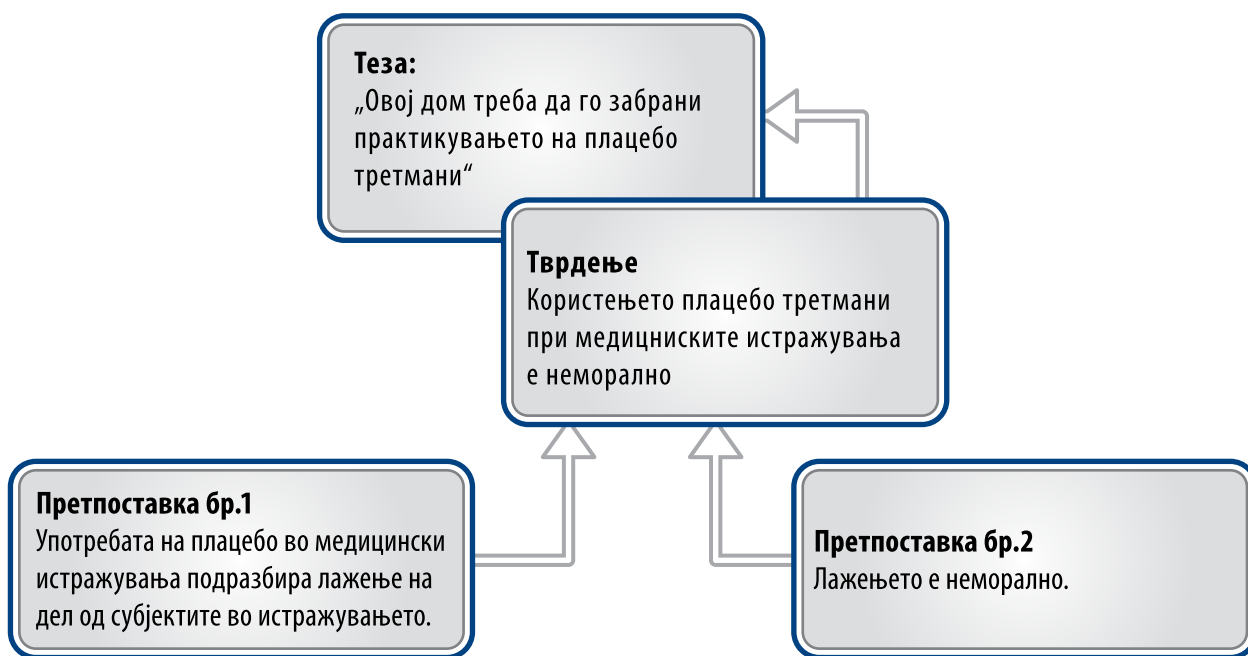 Теза:
„Овој дом треба да го забрани
практикувањето на плацебо
третмани“
Тврдење
Користењето плацебо третмани
при медицниските истражувања
е неморално
Претпоставка бр.1
Употребата на плацебо во медицински
истражувања подразбира лажење на
дел од субјектите во истражувањето.
Претпоставка бр.2
Лажењето е неморално.